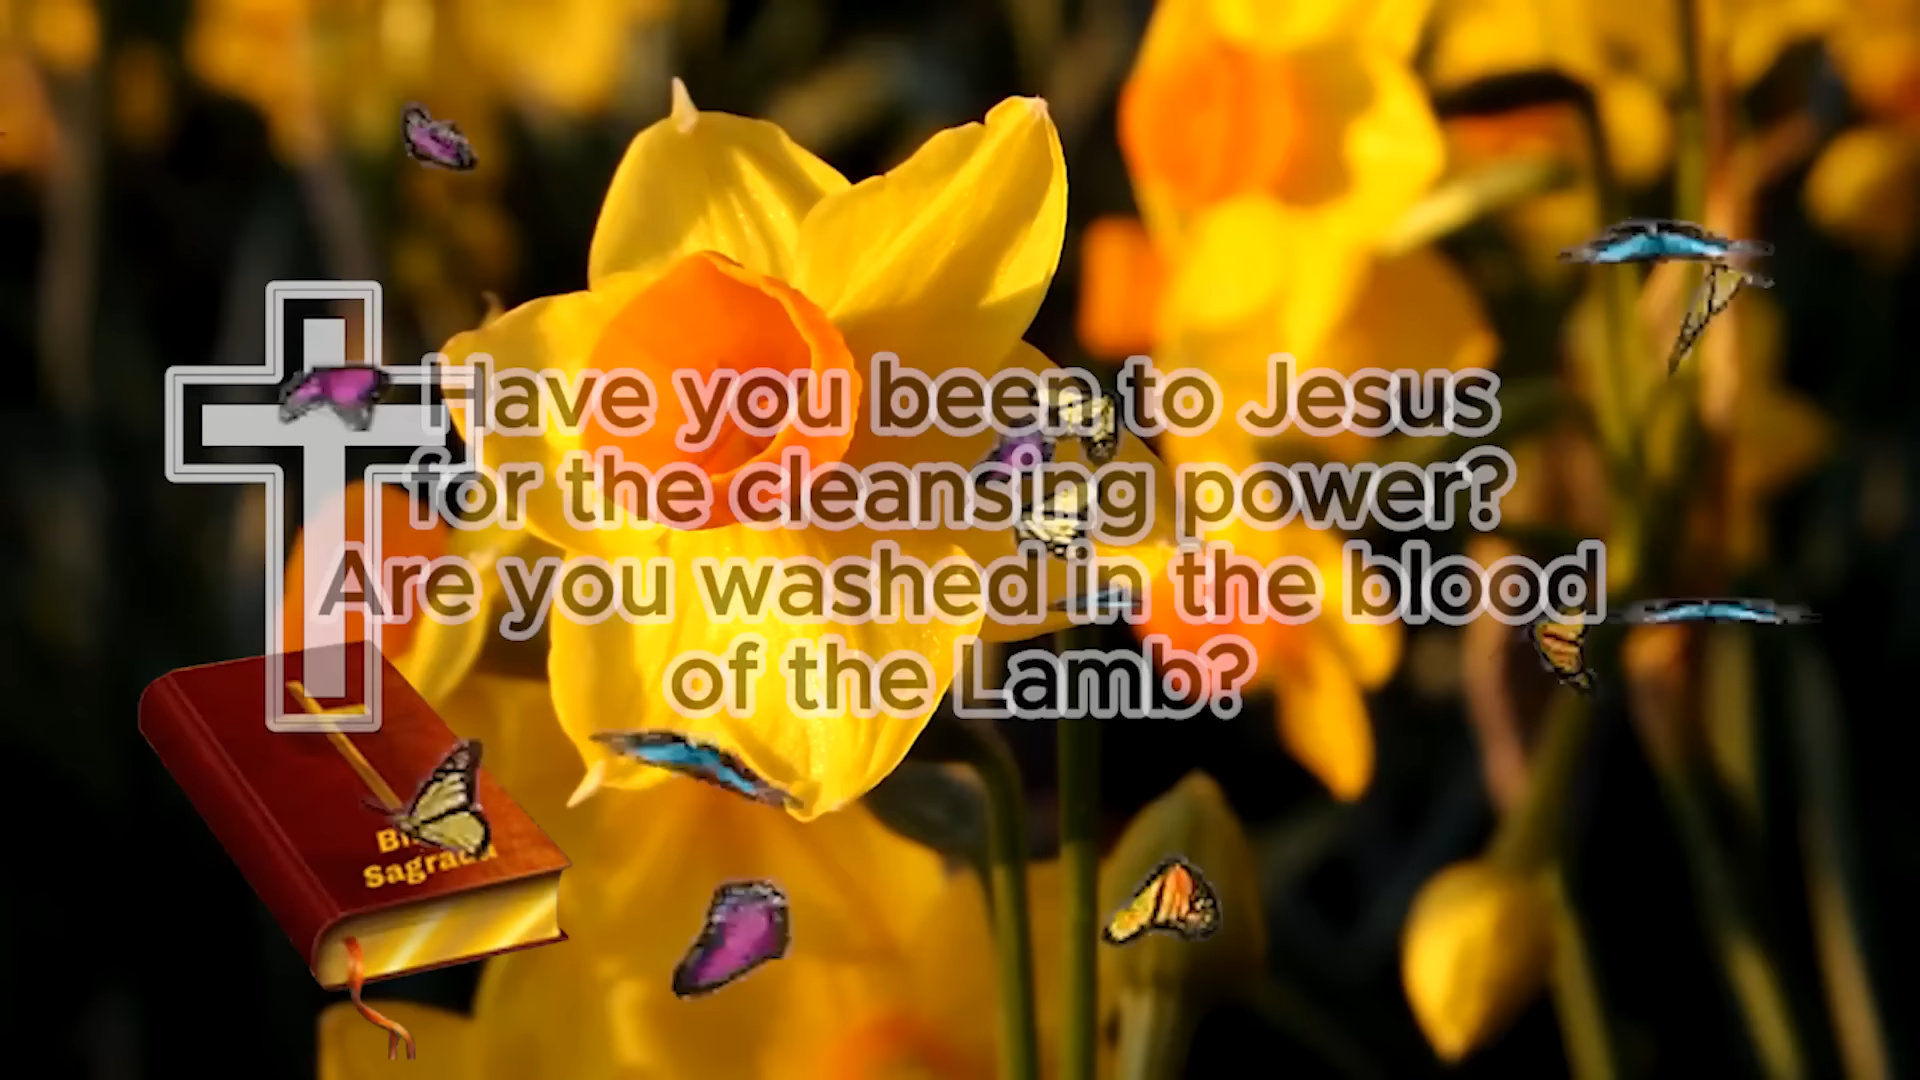 Have you been to Jesus
for the cleansing power?
Are you washed in the blood
of the Lamb?
Sagrada